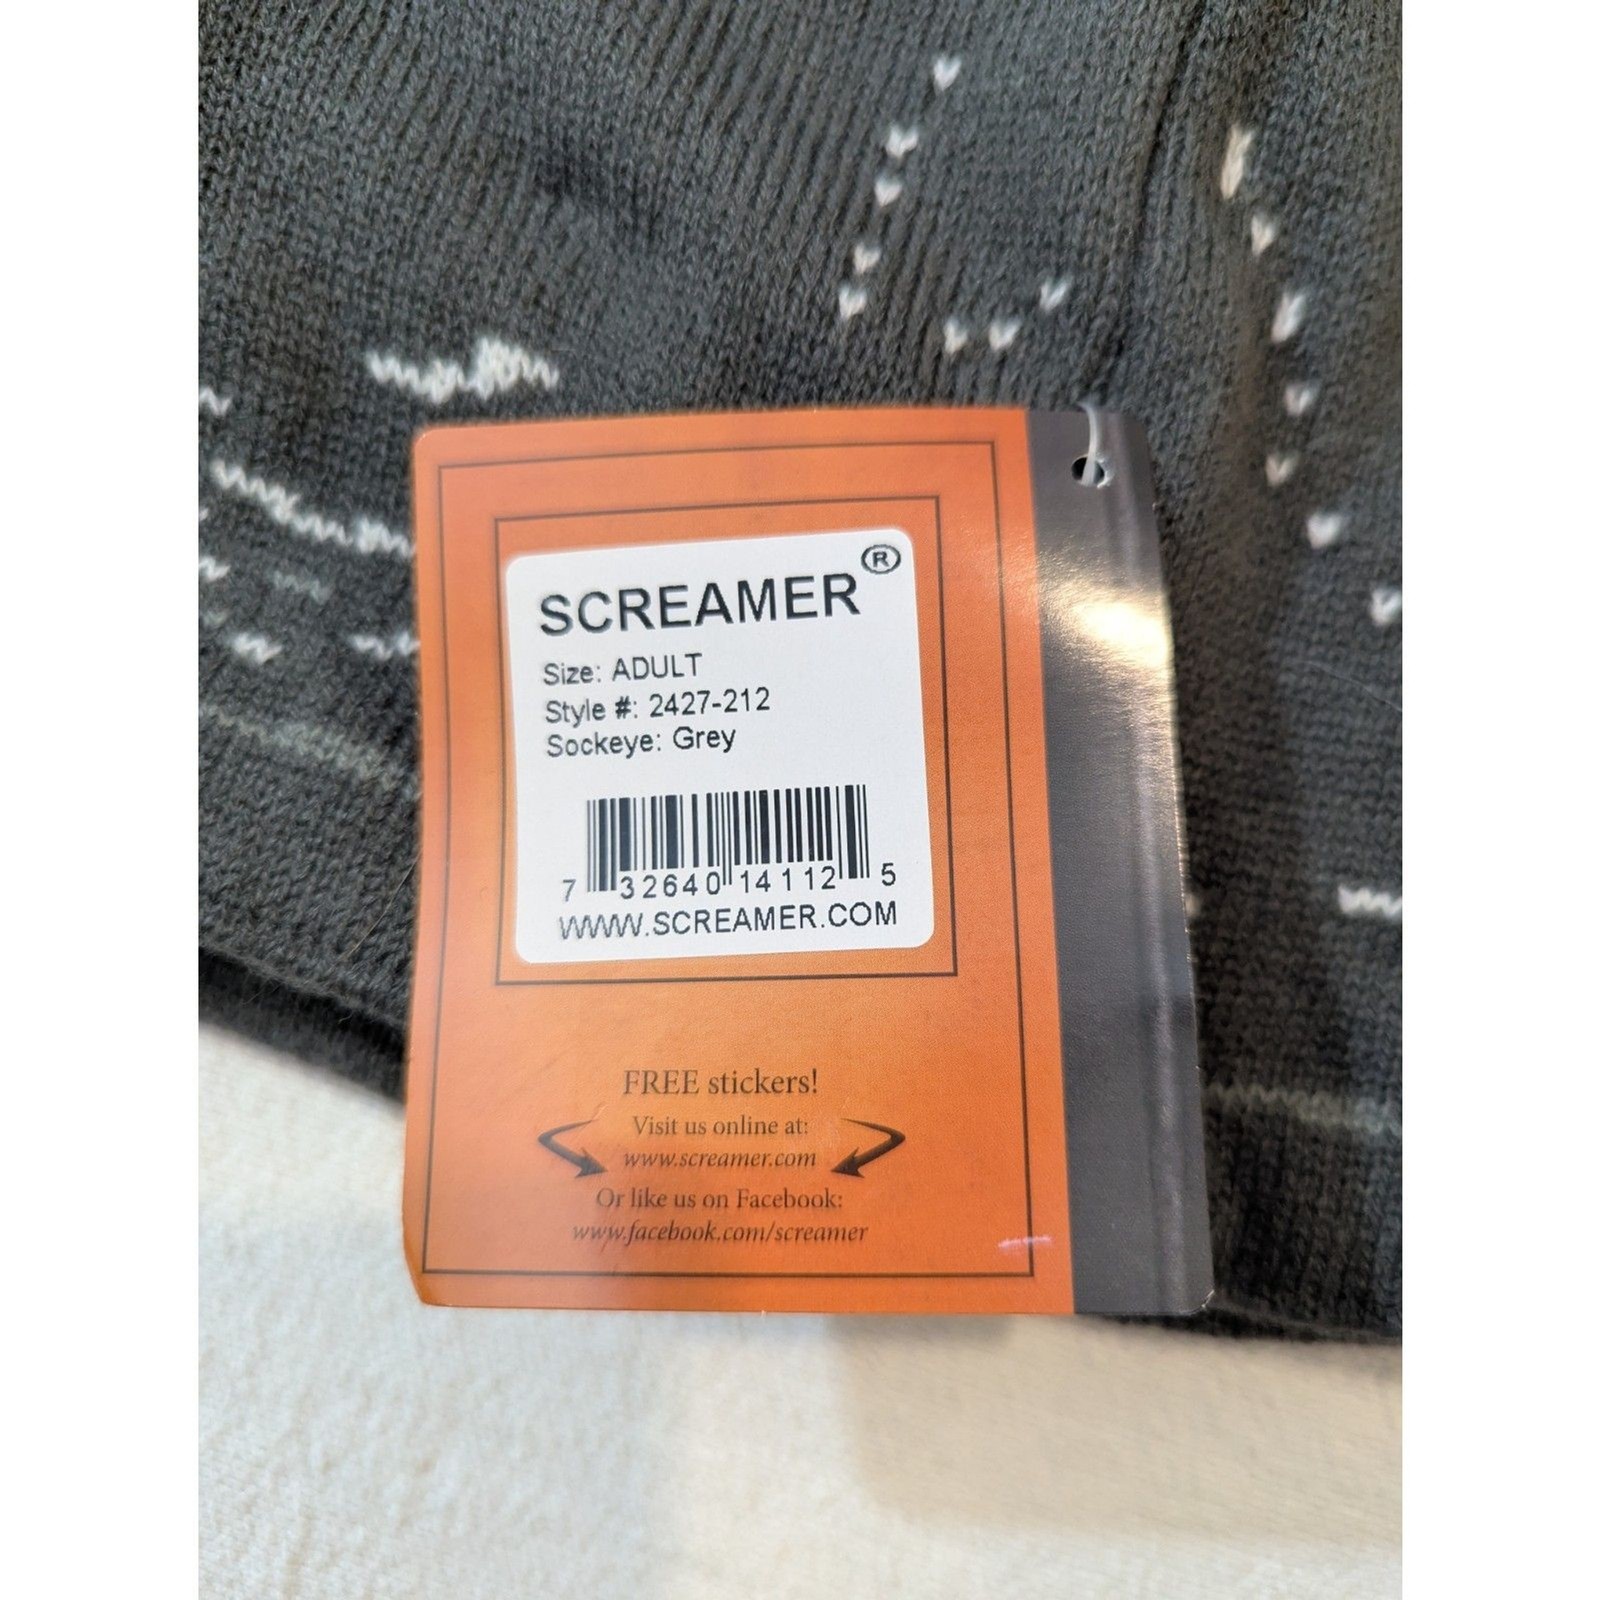 SCREAMER®
Size: ADULT
Style #: 2427-212
Sockeye: Grey
7 32640 14112 5
WWW.SCREAMER.COM
FREE stickers!
Visit us online at:
www.screamer.com
Or like us on Facebook:
www.facebook.com/screamer